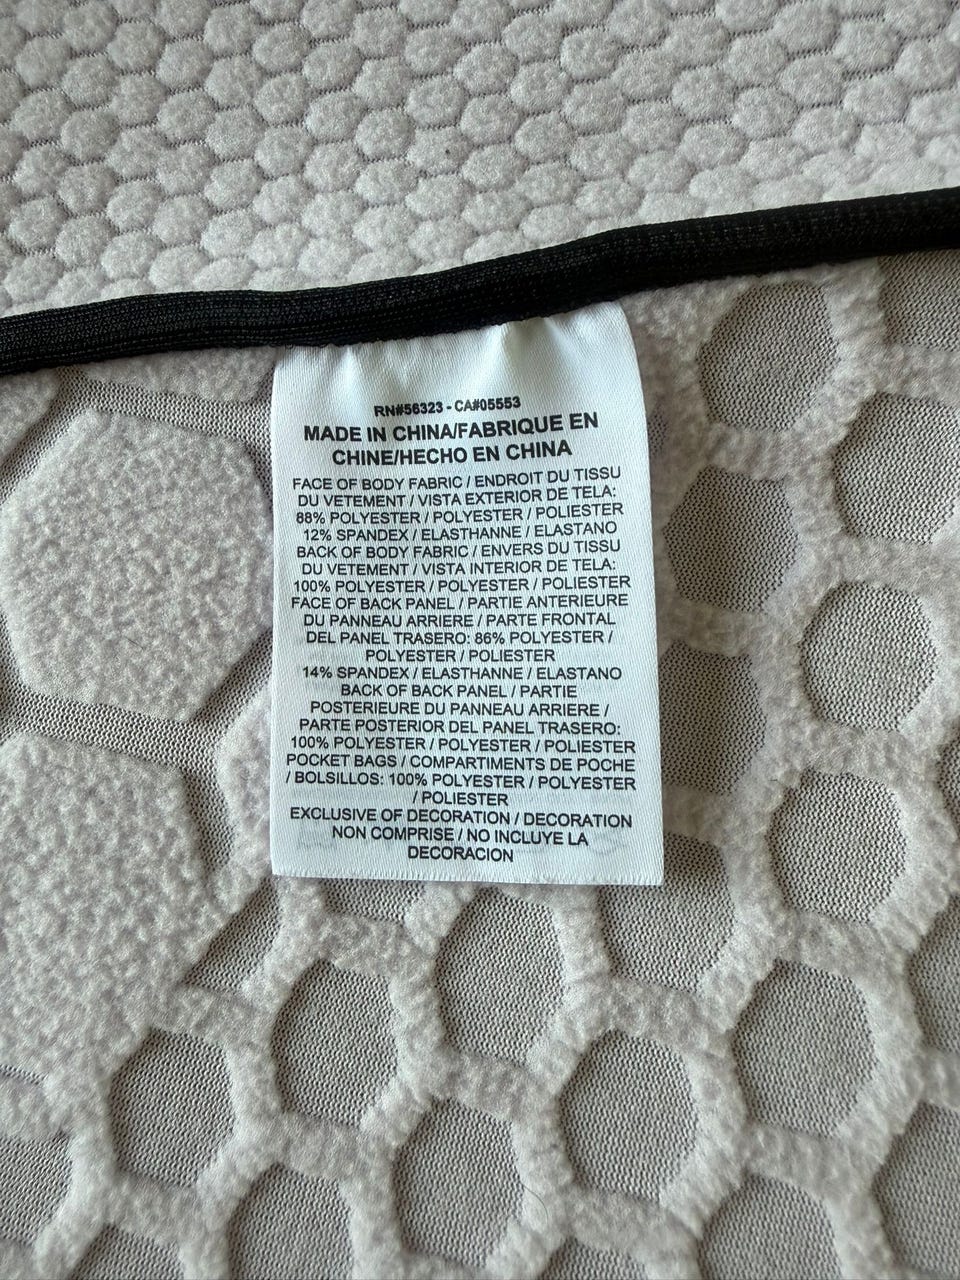 RN#56323 - CA#05553
MADE IN CHINA/FABRIQUE EN
CHINE/HECHO EN CHINA
FACE OF BODY FABRIC / ENDROIT DU TISSU
DU VETEMENT / VISTA EXTERIOR DE TELA:
88% POLYESTER / POLYESTER / POLIESTER
12% SPANDEX / ELASTHANNE / ELASTANO
BACK OF BODY FABRIC / ENVERS DU TISSU
DU VETEMENT / VISTA INTERIOR DE TELA:
100% POLYESTER / POLYESTER / POLIESTER
FACE OF BACK PANEL / PARTIE ANTERIEURE
DU PANNEAU ARRIERE / PARTE FRONTAL
DEL PANEL TRASERO: 86% POLYESTER /
POLYESTER / POLIESTER
14% SPANDEX / ELASTHANNE / ELASTANO
BACK OF BACK PANEL / PARTIE
POSTERIEURE DU PANNEAU ARRIERE /
PARTE POSTERIOR DEL PANEL TRASERO:
100% POLYESTER / POLYESTER / POLIESTER
POCKET BAGS / COMPARTIMENTS DE POCHE
/ BOLSILLOS: 100% POLYESTER / POLYESTER
/ POLIESTER
EXCLUSIVE OF DECORATION / DECORATION
NON COMPRISE / NO INCLUYE LA
DECORACION